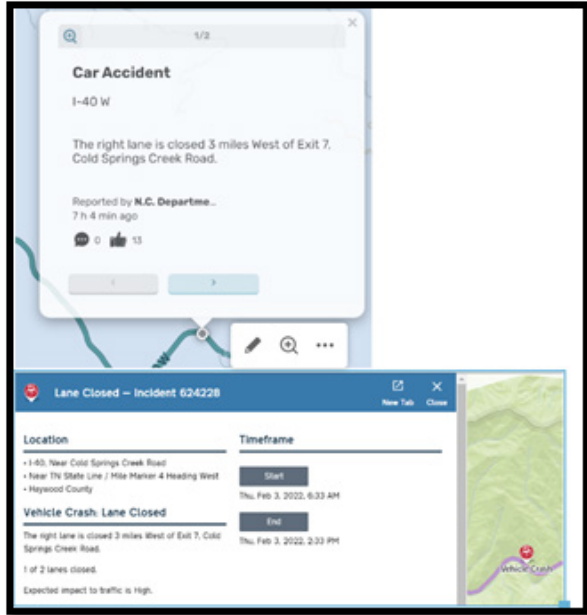 1/2
Car Accident
I-40 W
The right lane is closed 3 miles West of Exit 7,
Cold Springs Creek Road.
Reported by N.C. Departme...
7 h 4 min ago
0 13
Lane Closed – Incident 624228
New Tab Close
Location
• I-40, Near Cold Springs Creek Road
• Near TN State Line / Mile Marker 4 Heading West
• Haywood County
Vehicle Crash: Lane Closed
The right lane is closed 3 miles West of Exit 7, Cold
Springs Creek Road.
1 of 2 lanes closed.
Expected impact to traffic is High.
Timeframe
Start
Thu, Feb 3, 2022, 6:33 AM
End
Thu, Feb 3, 2022, 2:33 PM
Vehicle Crash